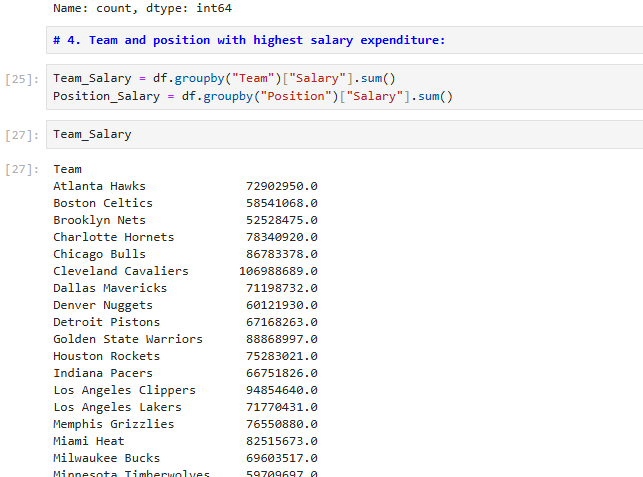 Name: count, dtype: int64
# 4. Team and position with highest salary expenditure:
[25]: Team_Salary = df.groupby("Team")["Salary"].sum()
Position_Salary = df.groupby("Position")["Salary"].sum()
[27]: Team_Salary
[27]: Team
Atlanta Hawks 72902950.0
Boston Celtics 58541068.0
Brooklyn Nets 52528475.0
Charlotte Hornets 78340920.0
Chicago Bulls 86783378.0
Cleveland Cavaliers 106988689.0
Dallas Mavericks 71198732.0
Denver Nuggets 60121930.0
Detroit Pistons 67168263.0
Golden State Warriors 88868997.0
Houston Rockets 75283021.0
Indiana Pacers 66751826.0
Los Angeles Clippers 94854640.0
Los Angeles Lakers 71770431.0
Memphis Grizzlies 76550880.0
Miami Heat 82515673.0
Milwaukee Bucks 69603517.0
Minnesota Timberwolves 59709697.0